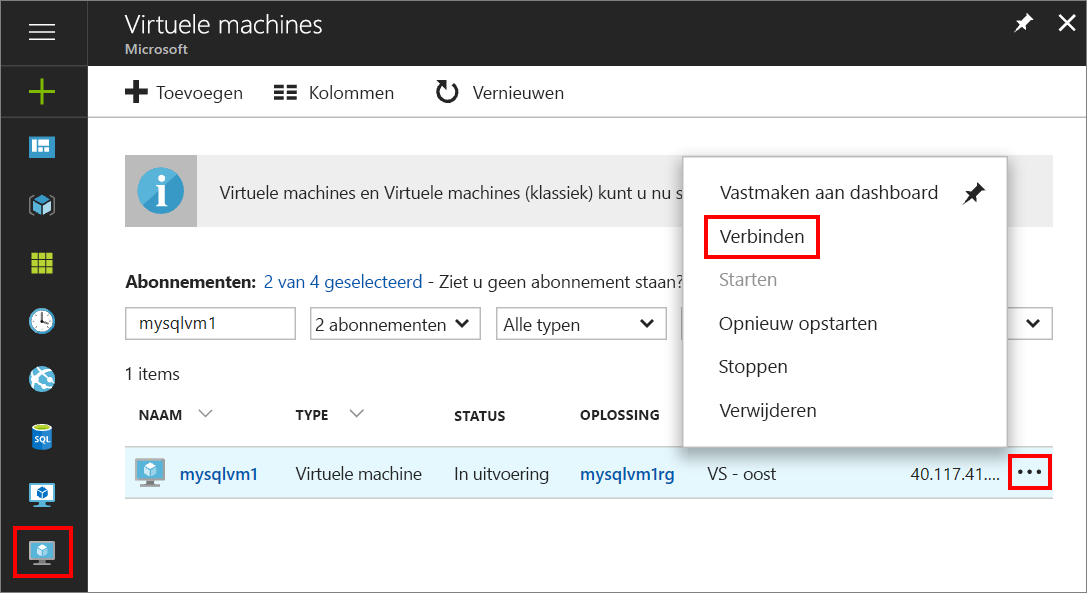 Virtuele machines
Microsoft
Toevoegen Kolommen Vernieuwen
Virtuele machines en Virtuele machines (klassiek) kunt u nu s
Vastmaken aan dashboard
Verbinden
Starten
Opnieuw opstarten
Stoppen
Verwijderen
Abonnementen: 2 van 4 geselecteerd - Ziet u geen abonnement staan?
mysqlvm1 2 abonnementen Alle typen
1 items
NAAM TYPE STATUS OPLOSSING
SQL
mysqlvm1 Virtuele machine In uitvoering mysqlvm1rg VS - oost 40.117.41.... ...